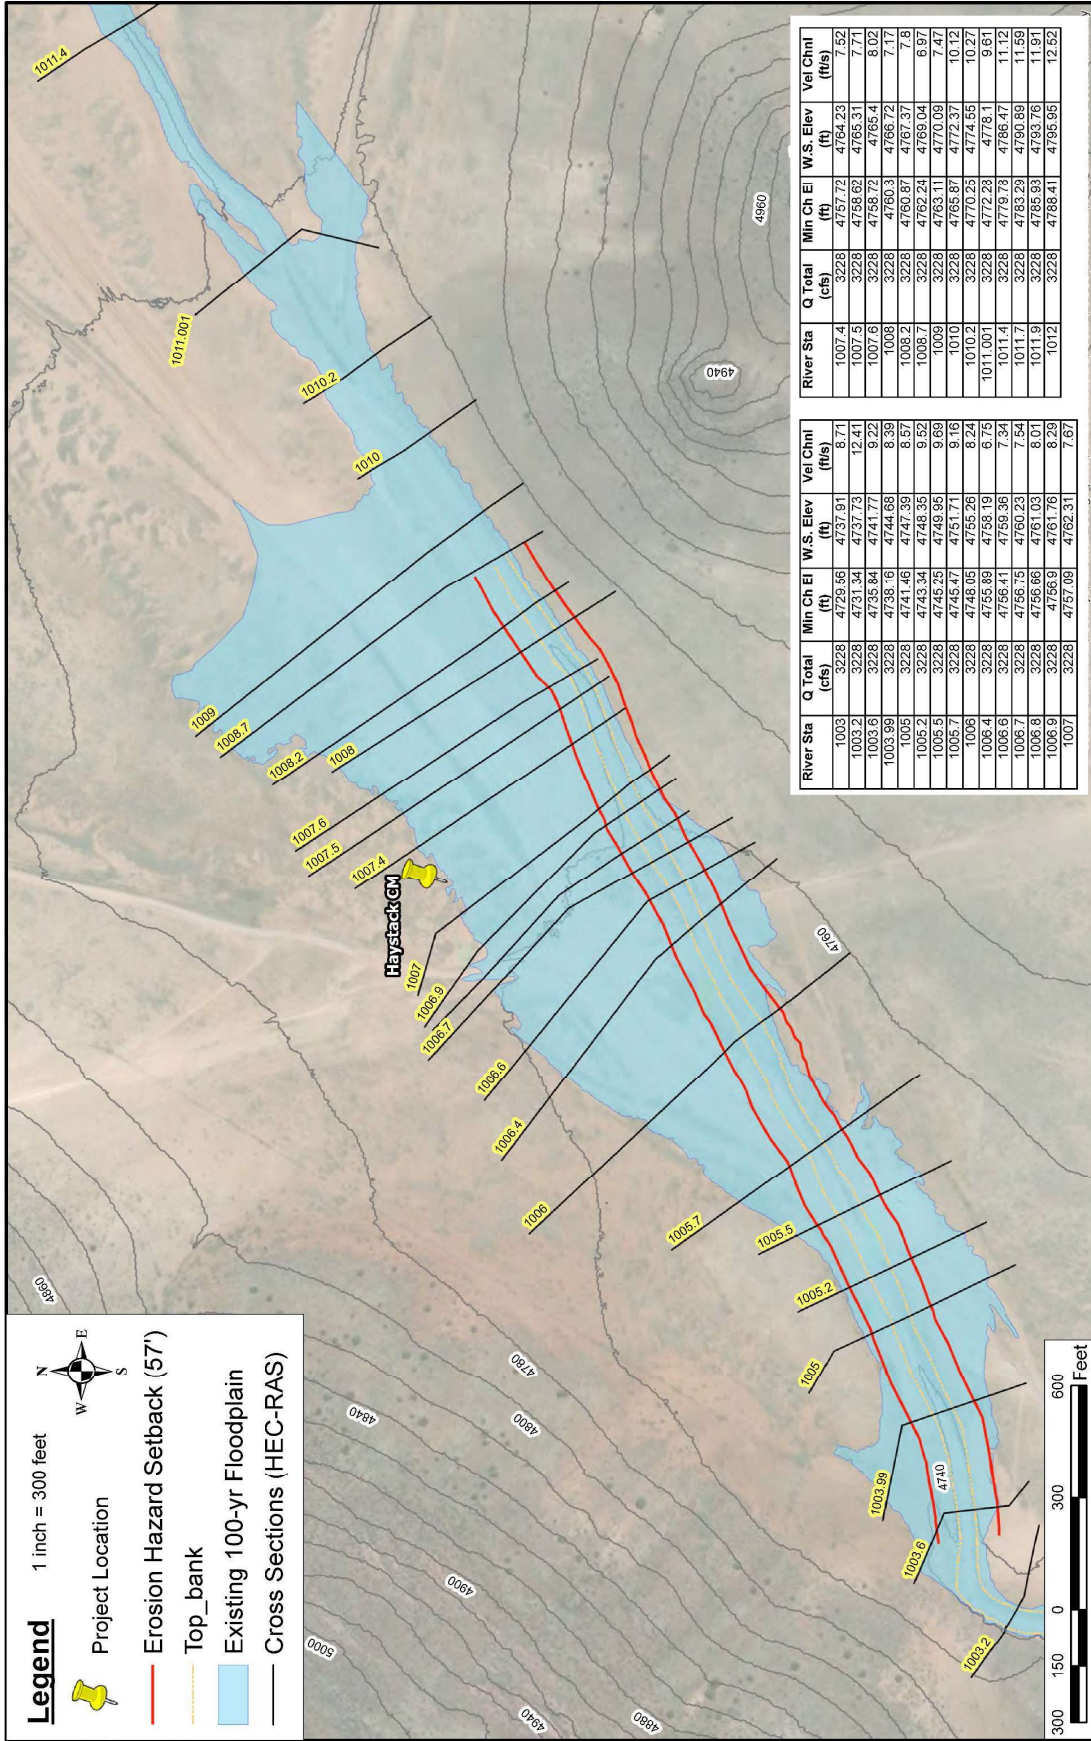 Legend
1 inch = 300 feet
N
W
E
S
Project Location
Erosion Hazard Setback (57')
Top_bank
Existing 100-yr Floodplain
Cross Sections (HEC-RAS)
1011.4
1011.001
1010.2
1010
1009
1008.7
1008.2
1008
1007.6
1007.5
1007.4
Haystack CM
1007
1006.9
1006.7
1006.6
1006.4
1006
1005.7
1005.5
1005.2
1005
1003.99
1003.6
1003.2
4860
4780
4840
4800
4900
5000
4940
4880
4740
4760
4940
4960
300 150 0 300 600
Feet
River Sta Q Total (cfs) Min Ch El (ft) W.S. Elev (ft) Vel Chnl (ft/s)
1003 3228 4729.56 4737.91 8.71
1003.2 3228 4731.34 4737.73 12.41
1003.6 3228 4735.84 4741.77 9.22
1003.99 3228 4738.16 4744.68 8.39
1005 3228 4741.46 4747.39 8.57
1005.2 3228 4743.34 4748.35 9.52
1005.5 3228 4745.25 4749.95 9.69
1005.7 3228 4745.47 4751.71 9.16
1006 3228 4748.05 4755.26 8.24
1006.4 3228 4755.89 4758.19 6.75
1006.6 3228 4756.41 4759.36 7.34
1006.7 3228 4756.75 4760.23 7.54
1006.8 3228 4756.66 4761.03 8.01
1006.9 3228 4756.9 4761.76 8.29
1007 3228 4757.09 4762.31 7.67
River Sta Q Total (cfs) Min Ch El (ft) W.S. Elev (ft) Vel Chnl (ft/s)
1007.4 3228 4757.72 4764.23 7.52
1007.5 3228 4758.62 4765.31 7.71
1007.6 3228 4758.72 4765.4 8.02
1008 3228 4760.3 4766.72 7.17
1008.2 3228 4760.87 4767.37 7.8
1008.7 3228 4762.24 4769.04 6.97
1009 3228 4763.11 4770.09 7.47
1010 3228 4765.87 4772.37 10.12
1010.2 3228 4770.25 4774.55 10.27
1011.001 3228 4772.28 4778.1 9.61
1011.4 3228 4779.78 4786.47 11.12
1011.7 3228 4783.29 4790.89 11.59
1011.9 3228 4785.93 4793.76 11.91
1012 3228 4788.41 4795.95 12.52